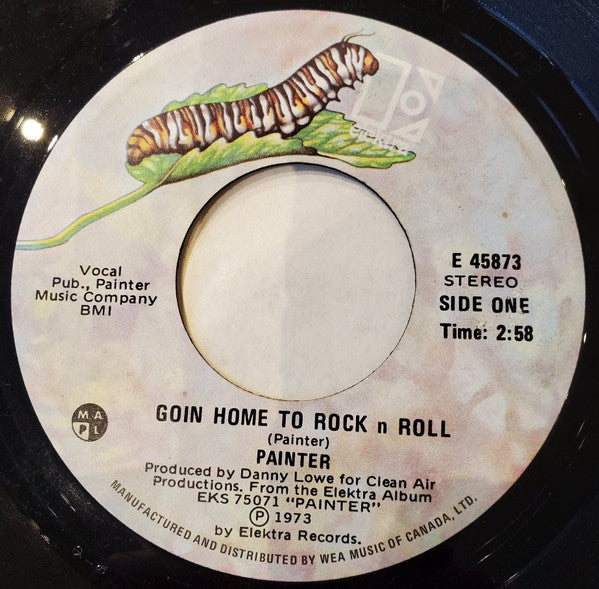 elektra
Vocal
Pub., Painter
Music Company
BMI
E 45873
STEREO
SIDE ONE
Time: 2:58
M A
P L
GOIN HOME TO ROCK n ROLL
(Painter)
PAINTER
Produced by Danny Lowe for Clean Air
Productions. From the Elektra Album
EKS 75071 "PAINTER"
Ⓟ 1973
by Elektra Records.
MANUFACTURED AND DISTRIBUTED BY WEA MUSIC OF CANADA, LTD.